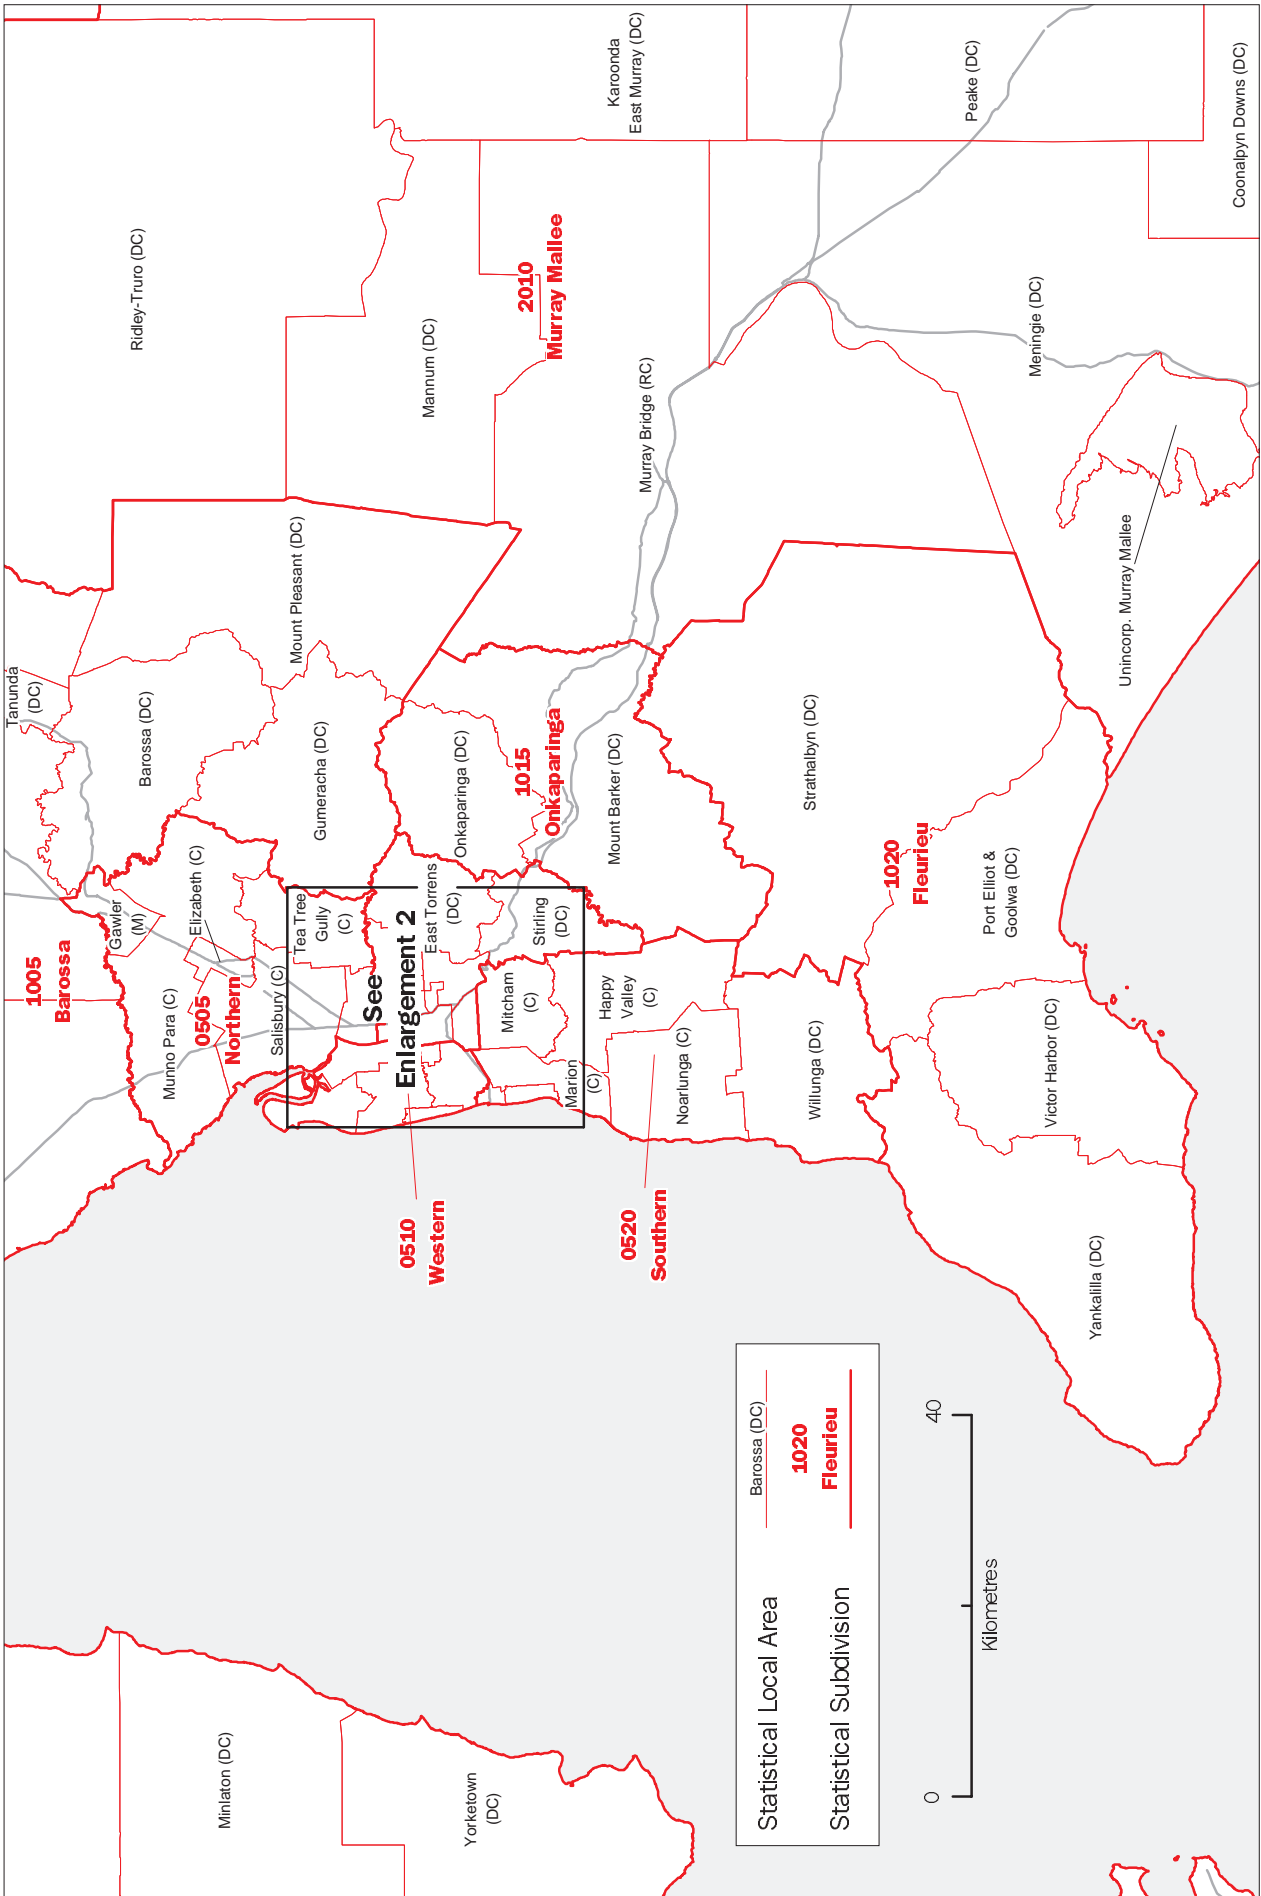 1005
Barossa
Tanunda
(DC)
Ridley-Truro (DC)
Karoonda
East Murray (DC)
Gawler
(M)
Barossa (DC)
Munno Para (C)
Elizabeth (C)
0505
Northern
Salisbury (C)
Mount Pleasant (DC)
Mannum (DC)
2010
Murray Mallee
Gumeracha (DC)
Tea Tree
Gully
(C)
See
Enlargement 2
East Torrens
(DC)
Onkaparinga (DC)
1015
Onkaparinga
Stirling
(DC)
Mitcham
(C)
Happy
Valley
(C)
Marion
(C)
Mount Barker (DC)
Murray Bridge (RC)
0510
Western
0520
Southern
Noarlunga (C)
Willunga (DC)
Strathalbyn (DC)
1020
Fleurieu
Port Elliot &
Goolwa (DC)
Victor Harbor (DC)
Yankalilla (DC)
Peake (DC)
Meningie (DC)
Coonalpyn Downs (DC)
Unincorp. Murray Mallee
Minlaton (DC)
Yorketown
(DC)
Statistical Local Area
Barossa (DC)
Statistical Subdivision
1020
Fleurieu
0
40
Kilometres